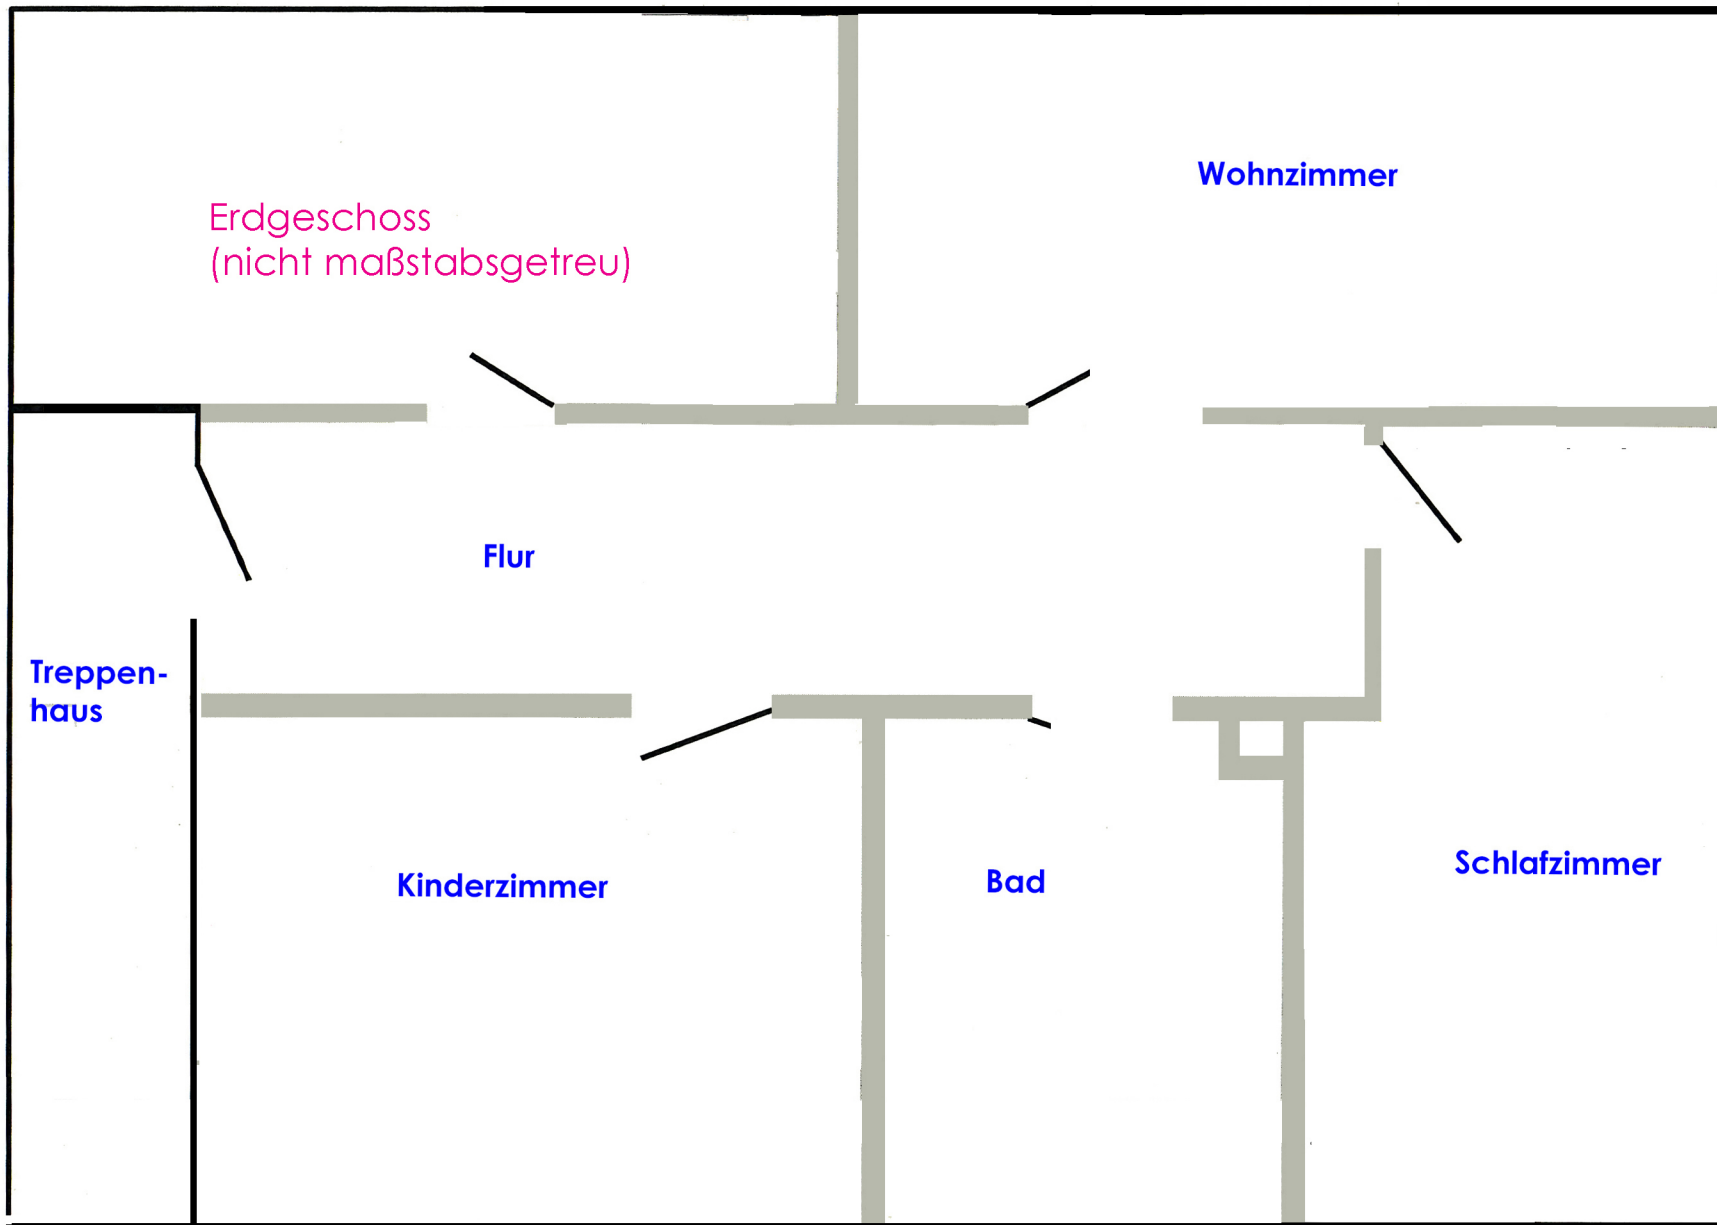 Wohnzimmer
Erdgeschoss
(nicht maßstabsgetreu)
Flur
Treppen-
haus
Kinderzimmer
Bad
Schlafzimmer